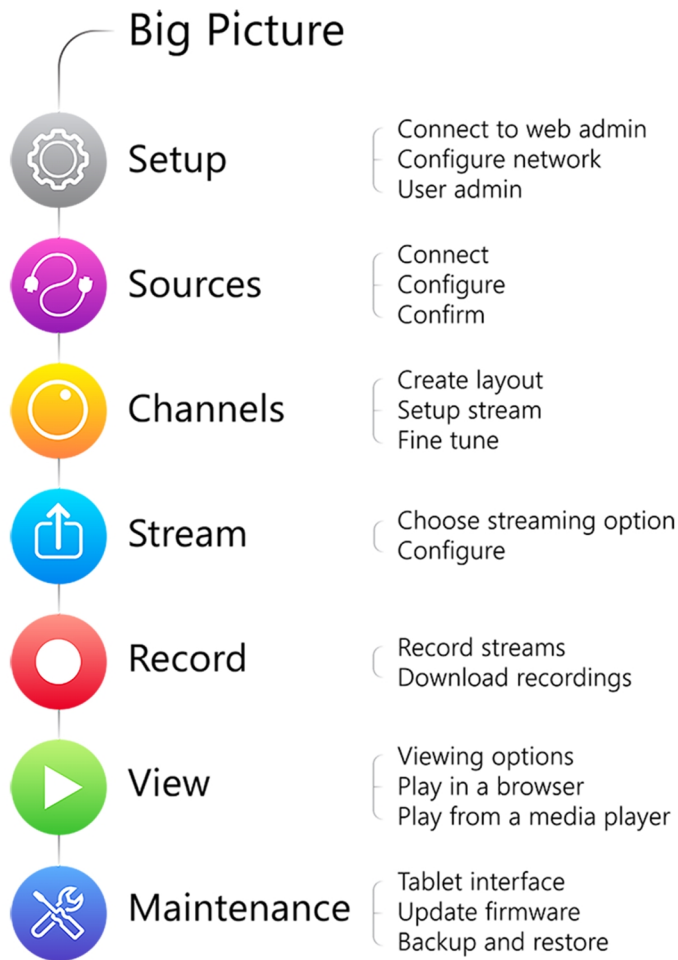 Big Picture
Setup
Connect to web admin
Configure network
User admin
Sources
Connect
Configure
Confirm
Channels
Create layout
Setup stream
Fine tune
Stream
Choose streaming option
Configure
Record
Record streams
Download recordings
View
Viewing options
Play in a browser
Play from a media player
Maintenance
Tablet interface
Update firmware
Backup and restore